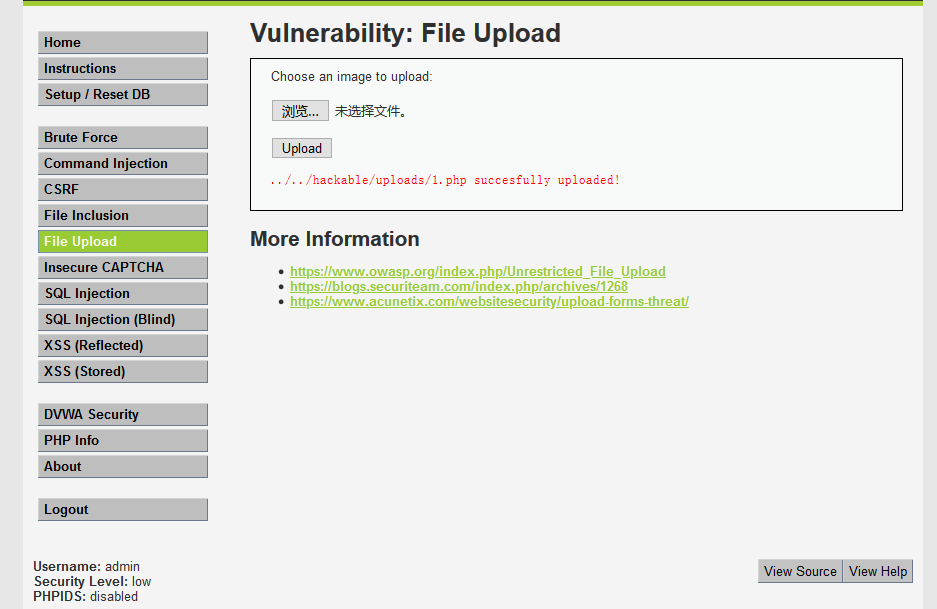 Home
Instructions
Setup / Reset DB
Brute Force
Command Injection
CSRF
File Inclusion
File Upload
Insecure CAPTCHA
SQL Injection
SQL Injection (Blind)
XSS (Reflected)
XSS (Stored)
DVWA Security
PHP Info
About
Logout
Vulnerability: File Upload
Choose an image to upload:
浏览... 未选择文件。
Upload
../../hackable/uploads/1.php succesfully uploaded!
More Information
https://www.owasp.org/index.php/Unrestricted_File_Upload
https://blogs.securiteam.com/index.php/archives/1268
https://www.acunetix.com/websitesecurity/upload-forms-threat/
Username: admin
Security Level: low
PHPIDS: disabled
View Source View Help